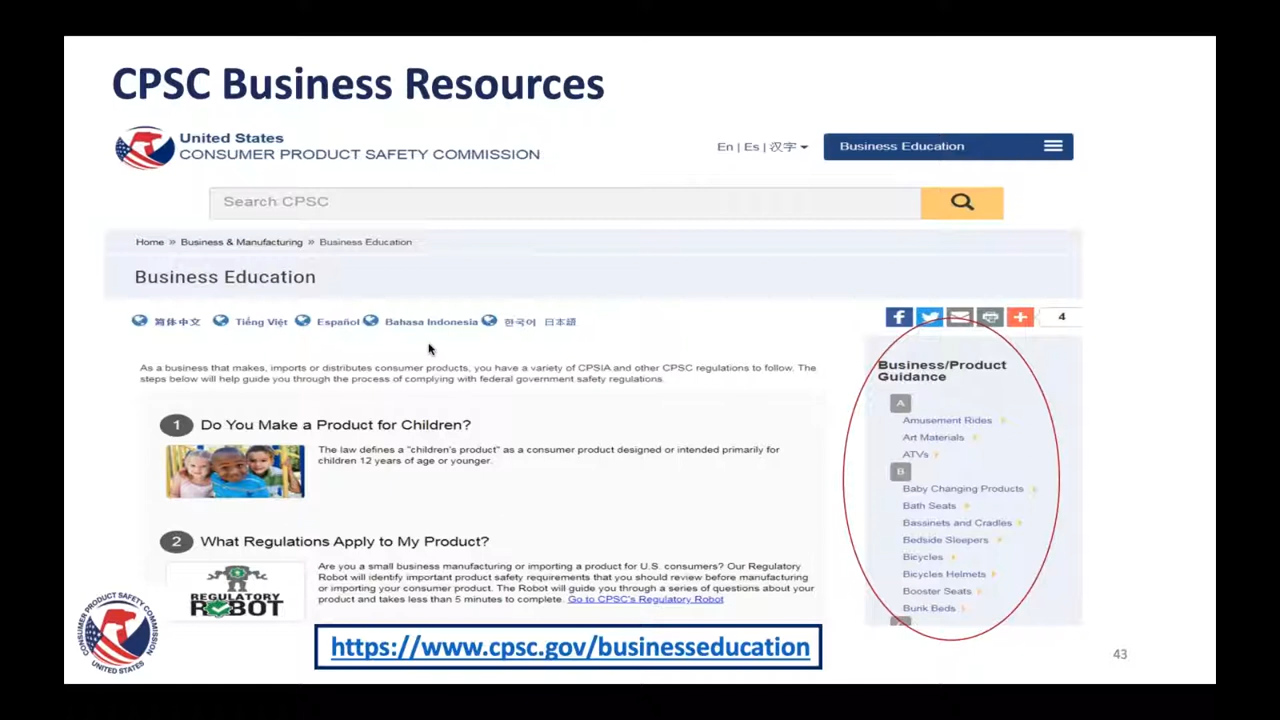 CPSC Business Resources
United States
CONSUMER PRODUCT SAFETY COMMISSION
En | Es | 汉字
Business Education
Search CPSC
Home » Business & Manufacturing » Business Education
Business Education
简体中文 Tiếng Việt Español Bahasa Indonesia 한국어 日本語
4
As a business that makes, imports or distributes consumer products, you have a variety of CPSIA and other CPSC regulations to follow. The
steps below will help guide you through the process of complying with federal government safety regulations.
1 Do You Make a Product for Children?
The law defines a "children's product" as a consumer product designed or intended primarily for
children 12 years of age or younger.
2 What Regulations Apply to My Product?
Are you a small business manufacturing or importing a product for U.S. consumers? Our Regulatory
Robot will identify important product safety requirements that you should review before manufacturing
or importing your consumer product. The Robot will guide you through a series of questions about your
product and takes less than 5 minutes to complete. Go to CPSC's Regulatory Robot
REGULATORY
ROBOT
Business/Product
Guidance
A
Amusement Rides
Art Materials
ATVs
B
Baby Changing Products
Bath Seats
Bassinets and Cradles
Bedside Sleepers
Bicycles
Bicycles Helmets
Booster Seats
Bunk Beds
CONSUMER PRODUCT SAFETY COMMISSION
UNITED STATES
https://www.cpsc.gov/businesseducation
43